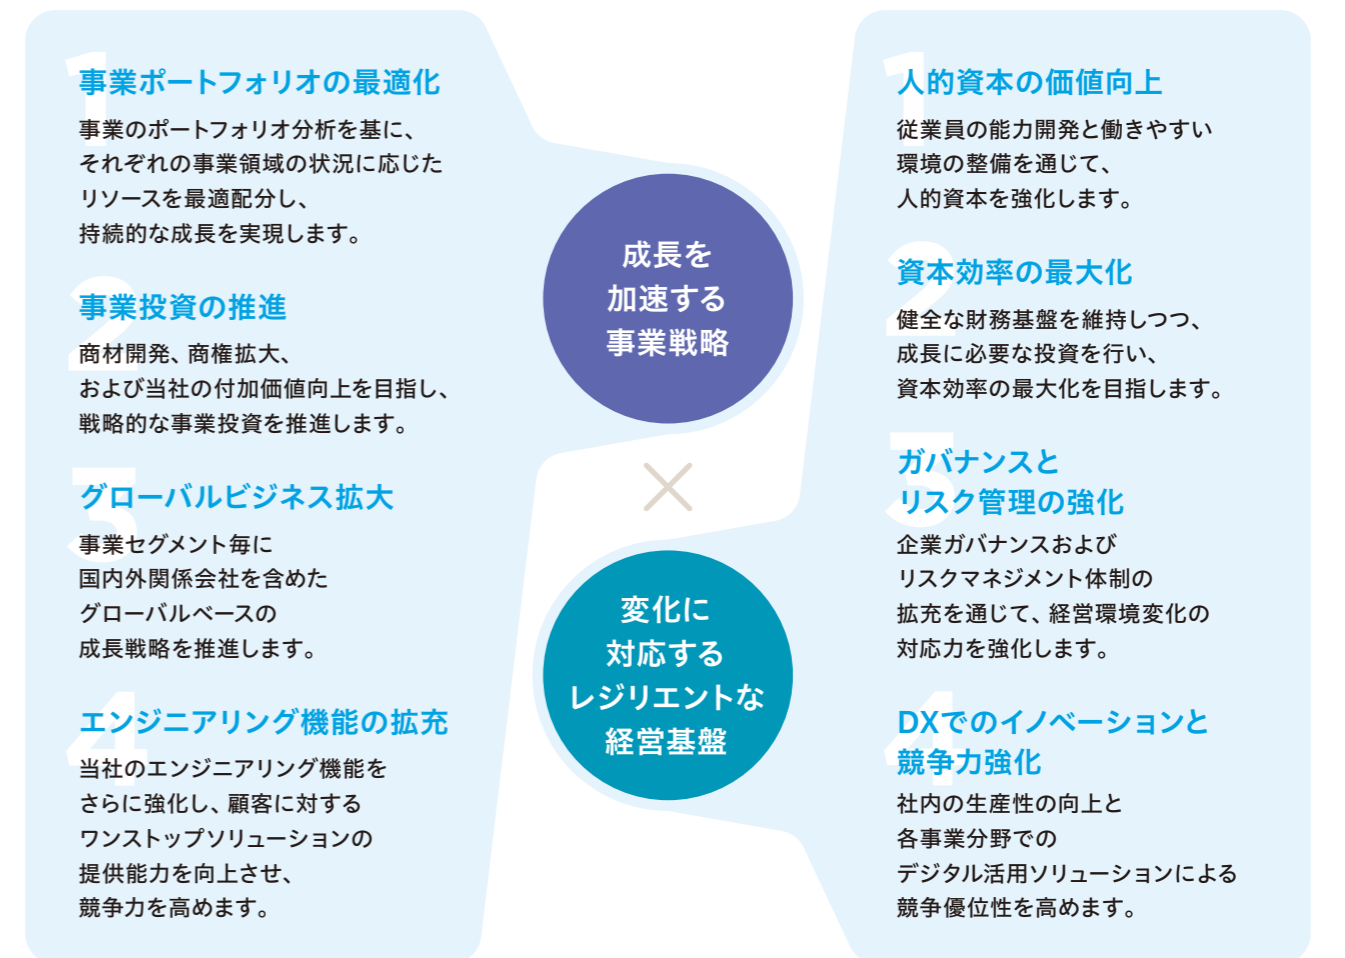 1
事業ポートフォリオの最適化
事業のポートフォリオ分析を基に、
それぞれの事業領域の状況に応じた
リソースを最適配分し、
持続的な成長を実現します。
2
事業投資の推進
商材開発、商権拡大、
および当社の付加価値向上を目指し、
戦略的な事業投資を推進します。
3
グローバルビジネス拡大
事業セグメント毎に
国内外関係会社を含めた
グローバルベースの
成長戦略を推進します。
4
エンジニアリング機能の拡充
当社のエンジニアリング機能を
さらに強化し、顧客に対する
ワンストップソリューションの
提供能力を向上させ、
競争力を高めます。
成長を
加速する
事業戦略
×
変化に
対応する
レジリエントな
経営基盤
1
人的資本の価値向上
従業員の能力開発と働きやすい
環境の整備を通じて、
人的資本を強化します。
2
資本効率の最大化
健全な財務基盤を維持しつつ、
成長に必要な投資を行い、
資本効率の最大化を目指します。
3
ガバナンスと
リスク管理の強化
企業ガバナンスおよび
リスクマネジメント体制の
拡充を通じて、経営環境変化の
対応力を強化します。
4
DXでのイノベーションと
競争力強化
社内の生産性の向上と
各事業分野での
デジタル活用ソリューションによる
競争優位性を高めます。